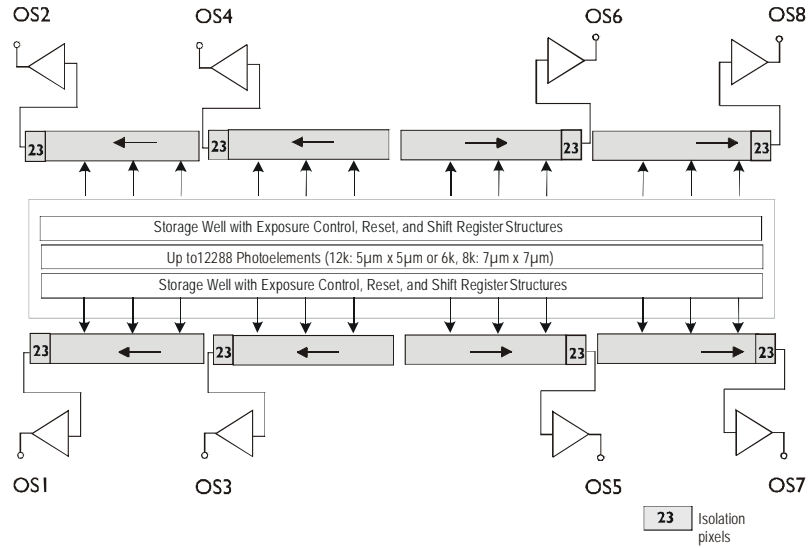 OS2 OS4 OS6 OS8
23 23 23 23
Storage Well with Exposure Control, Reset, and Shift Register Structures
Up to12288 Photoelements (12k: 5µm x 5µm or 6k, 8k: 7µm x 7µm)
Storage Well with Exposure Control, Reset, and Shift Register Structures
23 23 23 23
OS1 OS3 OS5 OS7
23 Isolation
pixels